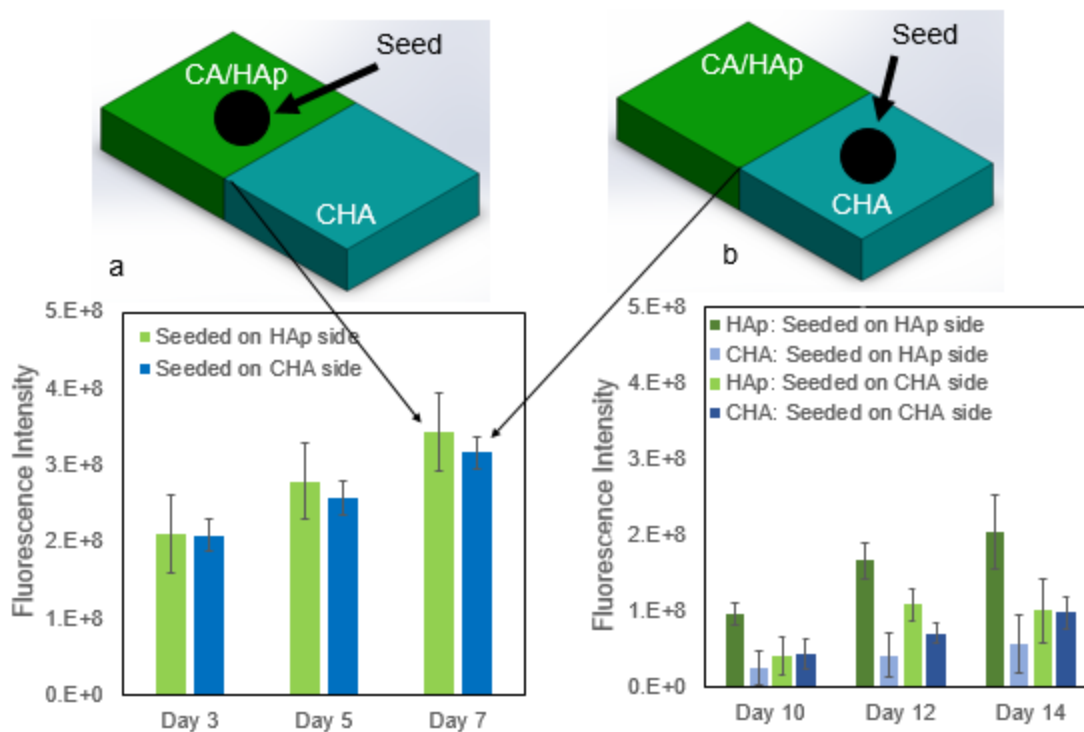 Seed
CA/HAp
CHA
a
Seed
CA/HAp
CHA
b
5.E+8
4.E+8
3.E+8
2.E+8
1.E+8
0.E+0
Fluorescence Intensity
Seeded on HAp side
Seeded on CHA side
Day 3 Day 5 Day 7
5.E+8
4.E+8
3.E+8
2.E+8
1.E+8
0.E+0
Fluorescence Intensity
HAp: Seeded on HAp side
CHA: Seeded on HAp side
HAp: Seeded on CHA side
CHA: Seeded on CHA side
Day 10 Day 12 Day 14